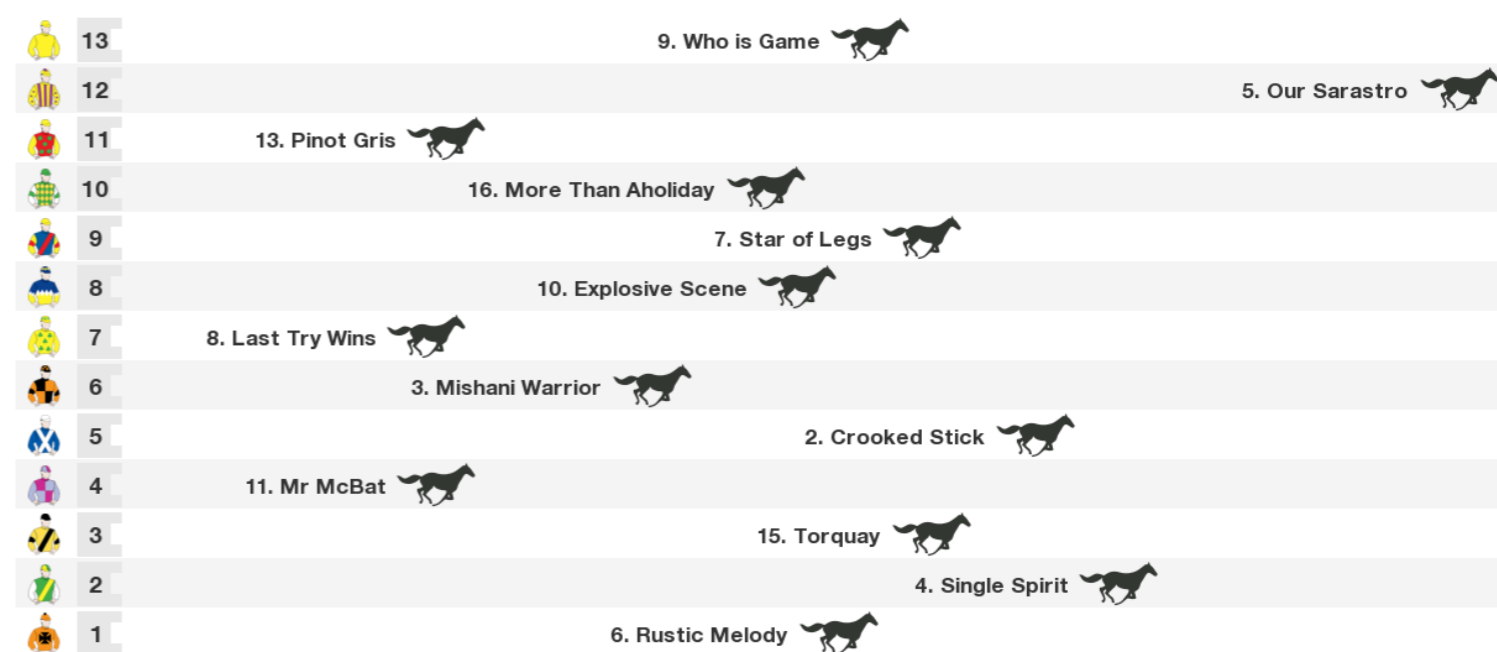 13 9. Who is Game
12 5. Our Sarastro
11 13. Pinot Gris
10 16. More Than Aholiday
9 7. Star of Legs
8 10. Explosive Scene
7 8. Last Try Wins
6 3. Mishani Warrior
5 2. Crooked Stick
4 11. Mr McBat
3 15. Torquay
2 4. Single Spirit
1 6. Rustic Melody